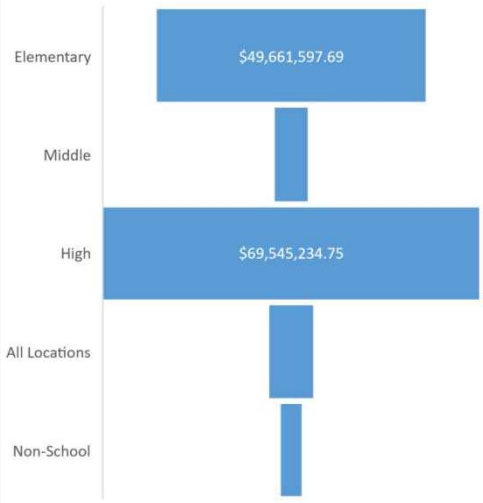 Elementary
$49,661,597.69
Middle
High
$69,545,234.75
All Locations
Non-School